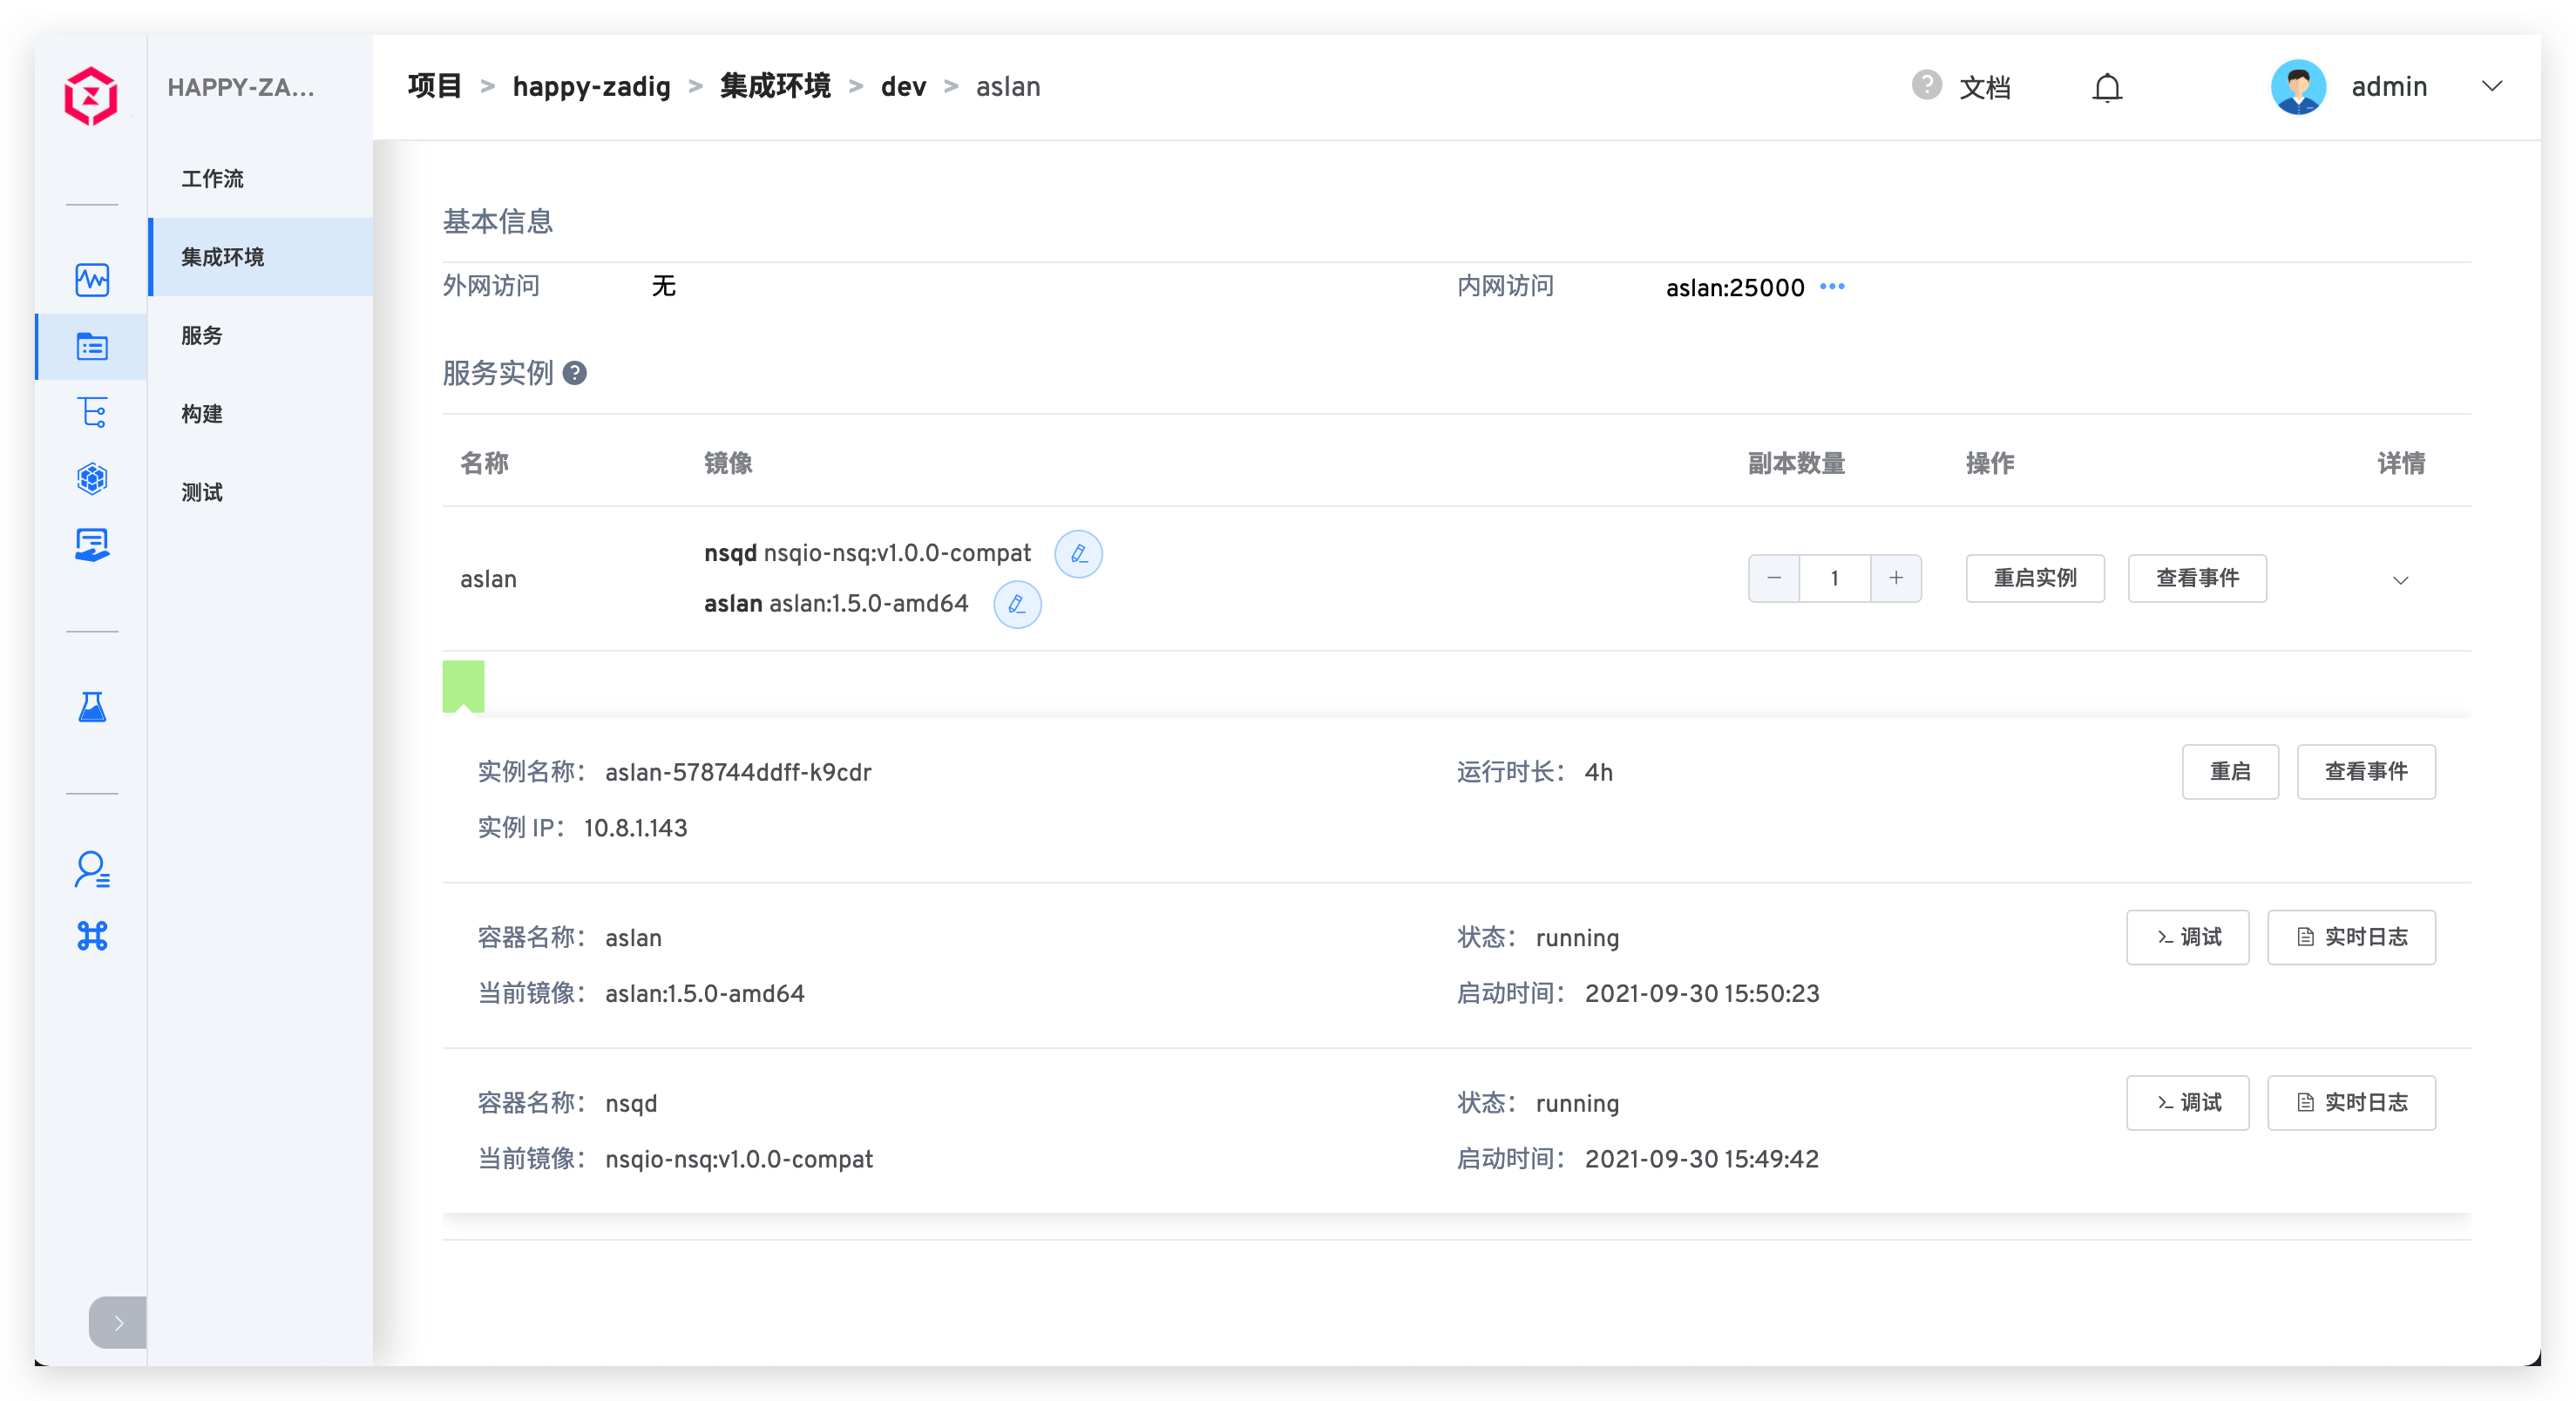 HAPPY-ZA...
工作流
集成环境
服务
构建
测试
项目 > happy-zadig > 集成环境 > dev > aslan
? 文档
admin
基本信息
外网访问 无 内网访问 aslan:25000 •••
服务实例 ?
名称 镜像 副本数量 操作 详情
aslan
nsqd nsqio-nsq:v1.0.0-compat
aslan aslan:1.5.0-amd64
− 1 + 重启实例 查看事件
实例名称： aslan-578744ddff-k9cdr 运行时长： 4h 重启 查看事件
实例 IP： 10.8.1.143
容器名称： aslan 状态： running >_ 调试 实时日志
当前镜像： aslan:1.5.0-amd64 启动时间： 2021-09-30 15:50:23
容器名称： nsqd 状态： running >_ 调试 实时日志
当前镜像： nsqio-nsq:v1.0.0-compat 启动时间： 2021-09-30 15:49:42